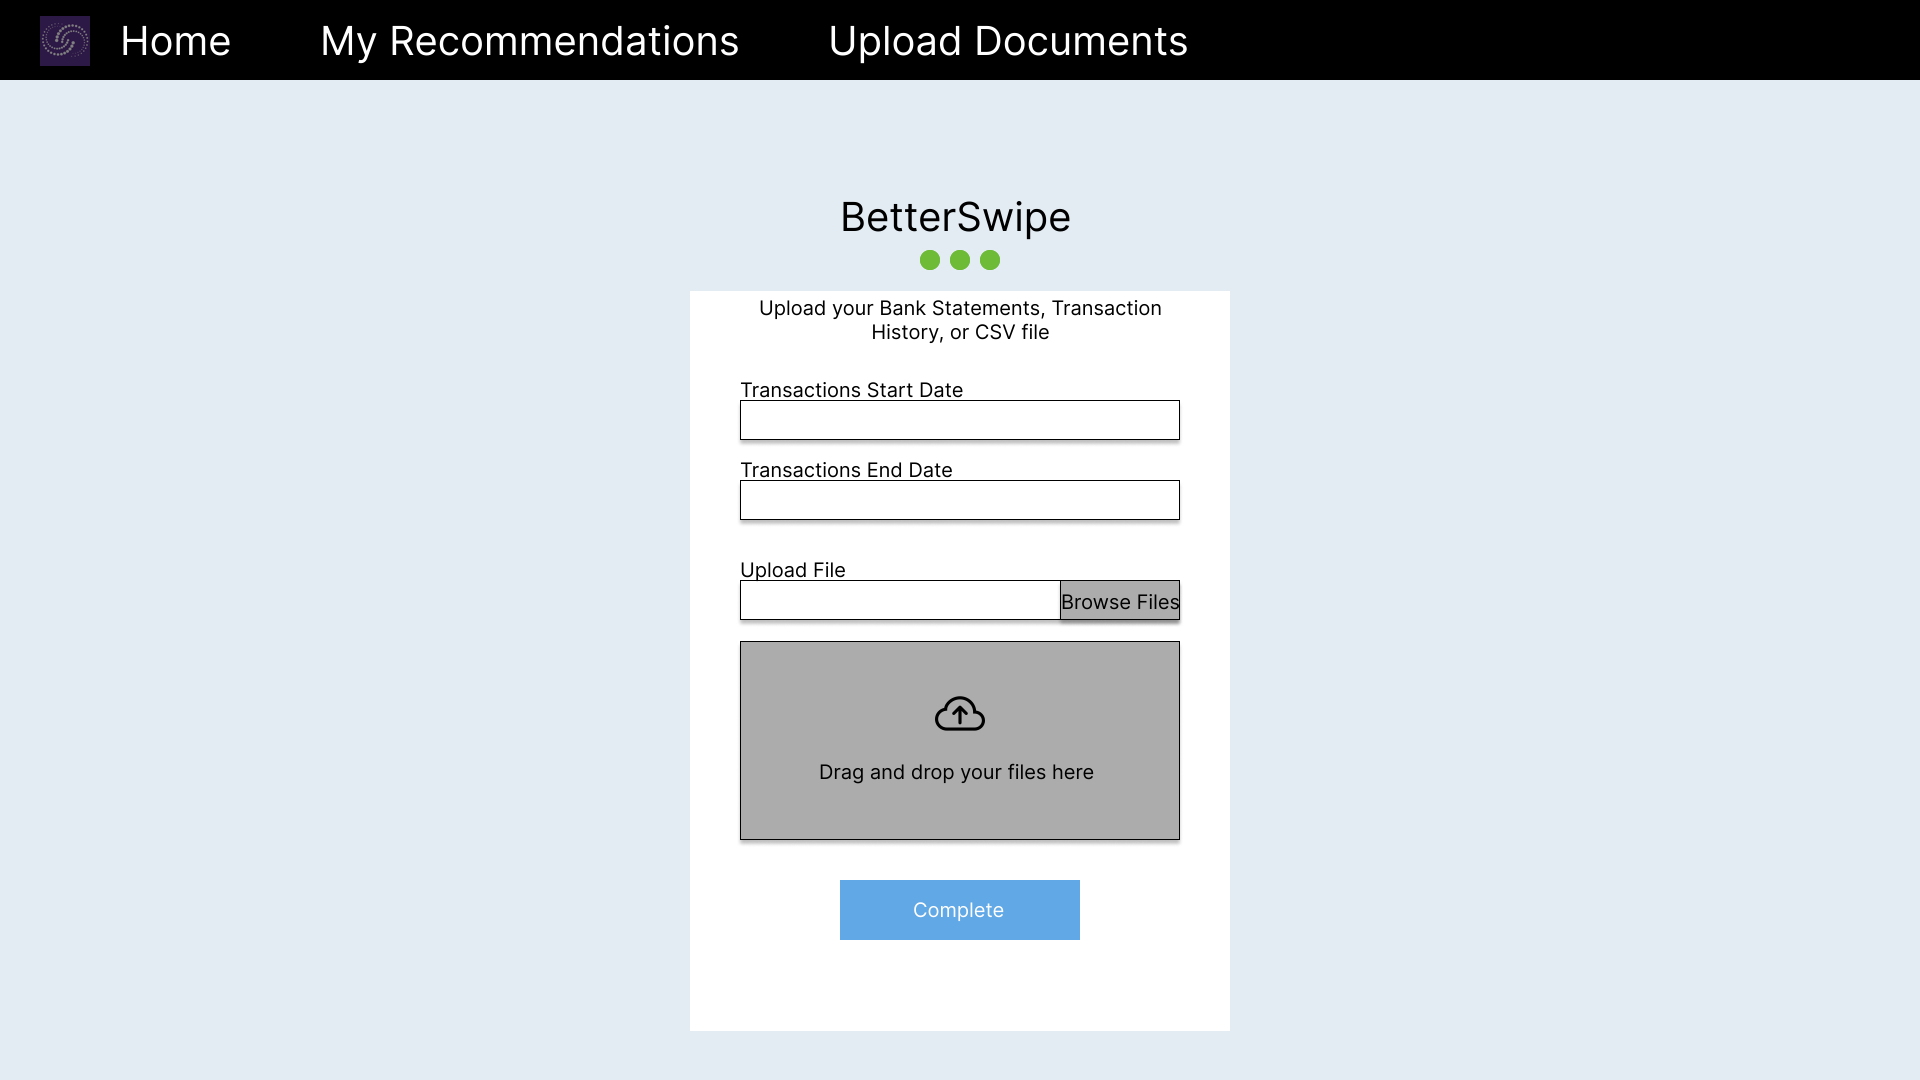 Home My Recommendations Upload Documents
BetterSwipe
Upload your Bank Statements, Transaction
History, or CSV file
Transactions Start Date
Transactions End Date
Upload File
Browse Files
Drag and drop your files here
Complete